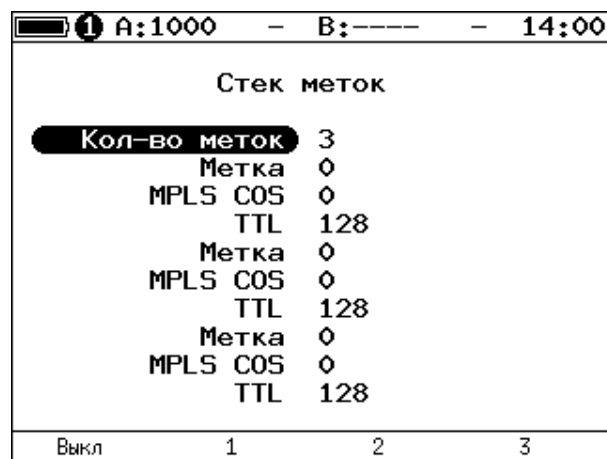 1 A:1000 - B:---- - 14:00
Стек меток
Кол-во меток 3
Метка 0
MPLS COS 0
TTL 128
Метка 0
MPLS COS 0
TTL 128
Метка 0
MPLS COS 0
TTL 128
Выкл 1 2 3